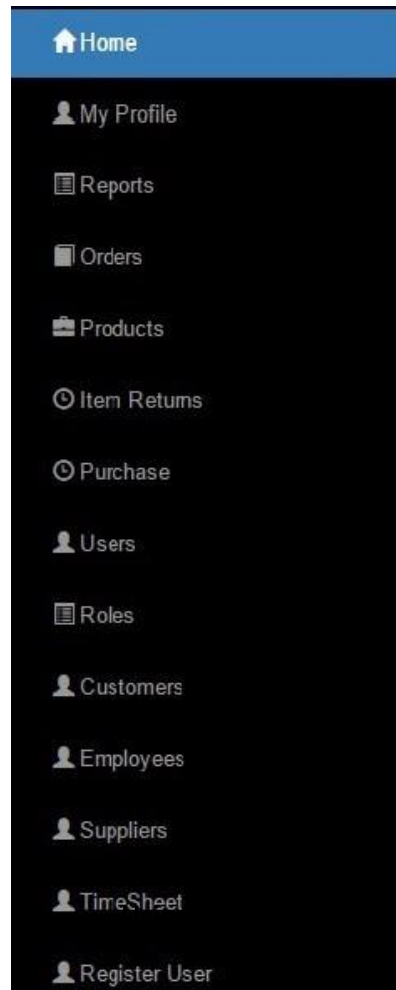 Home
My Profile
Reports
Orders
Products
Item Returns
Purchase
Users
Roles
Customers
Employees
Suppliers
TimeSheet
Register User